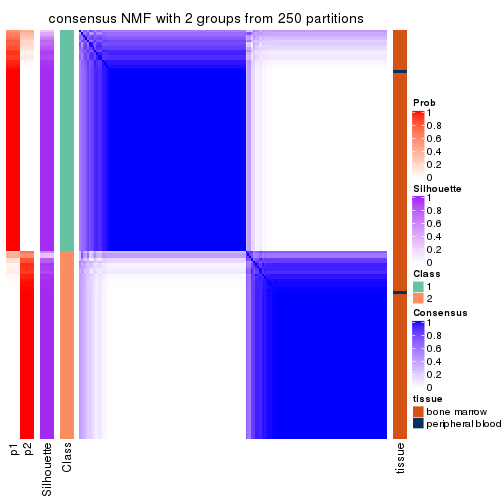 consensus NMF with 2 groups from 250 partitions
Prob
1
0.8
0.6
0.4
0.2
0
Silhouette
1
0.8
0.6
0.4
0.2
0
Class
1
2
Consensus
1
0.8
0.6
0.4
0.2
0
tissue
bone marrow
peripheral blood
p1
p2
Silhouette
Class
tissue